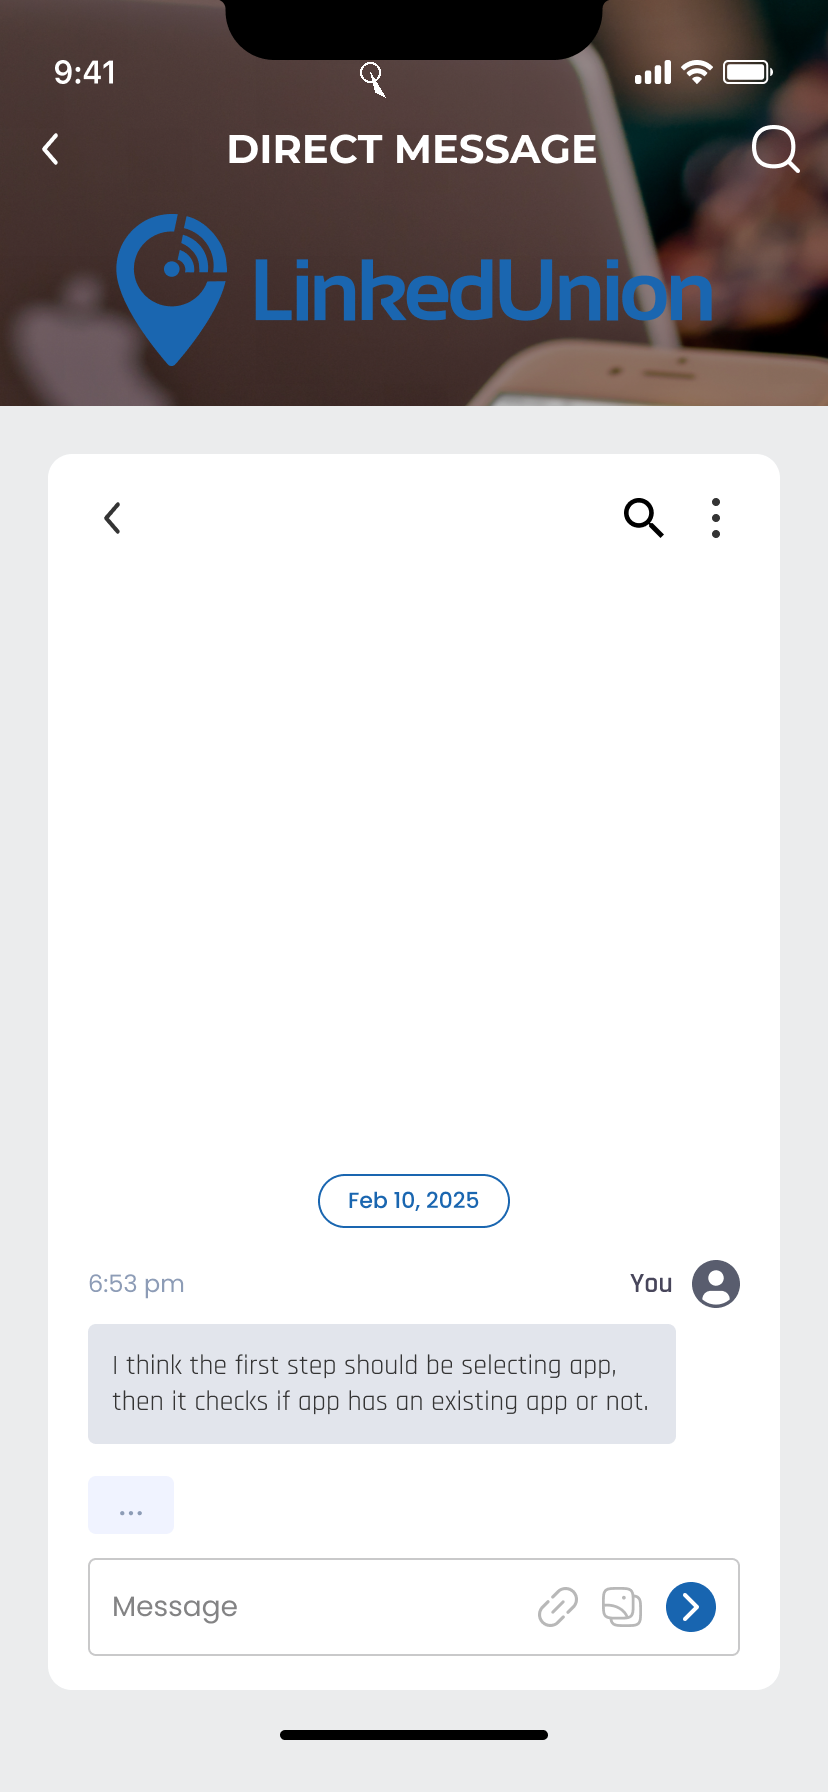 9:41
DIRECT MESSAGE
LinkedUnion
Feb 10, 2025
6:53 pm
You
I think the first step should be selecting app,
then it checks if app has an existing app or not.
...
Message